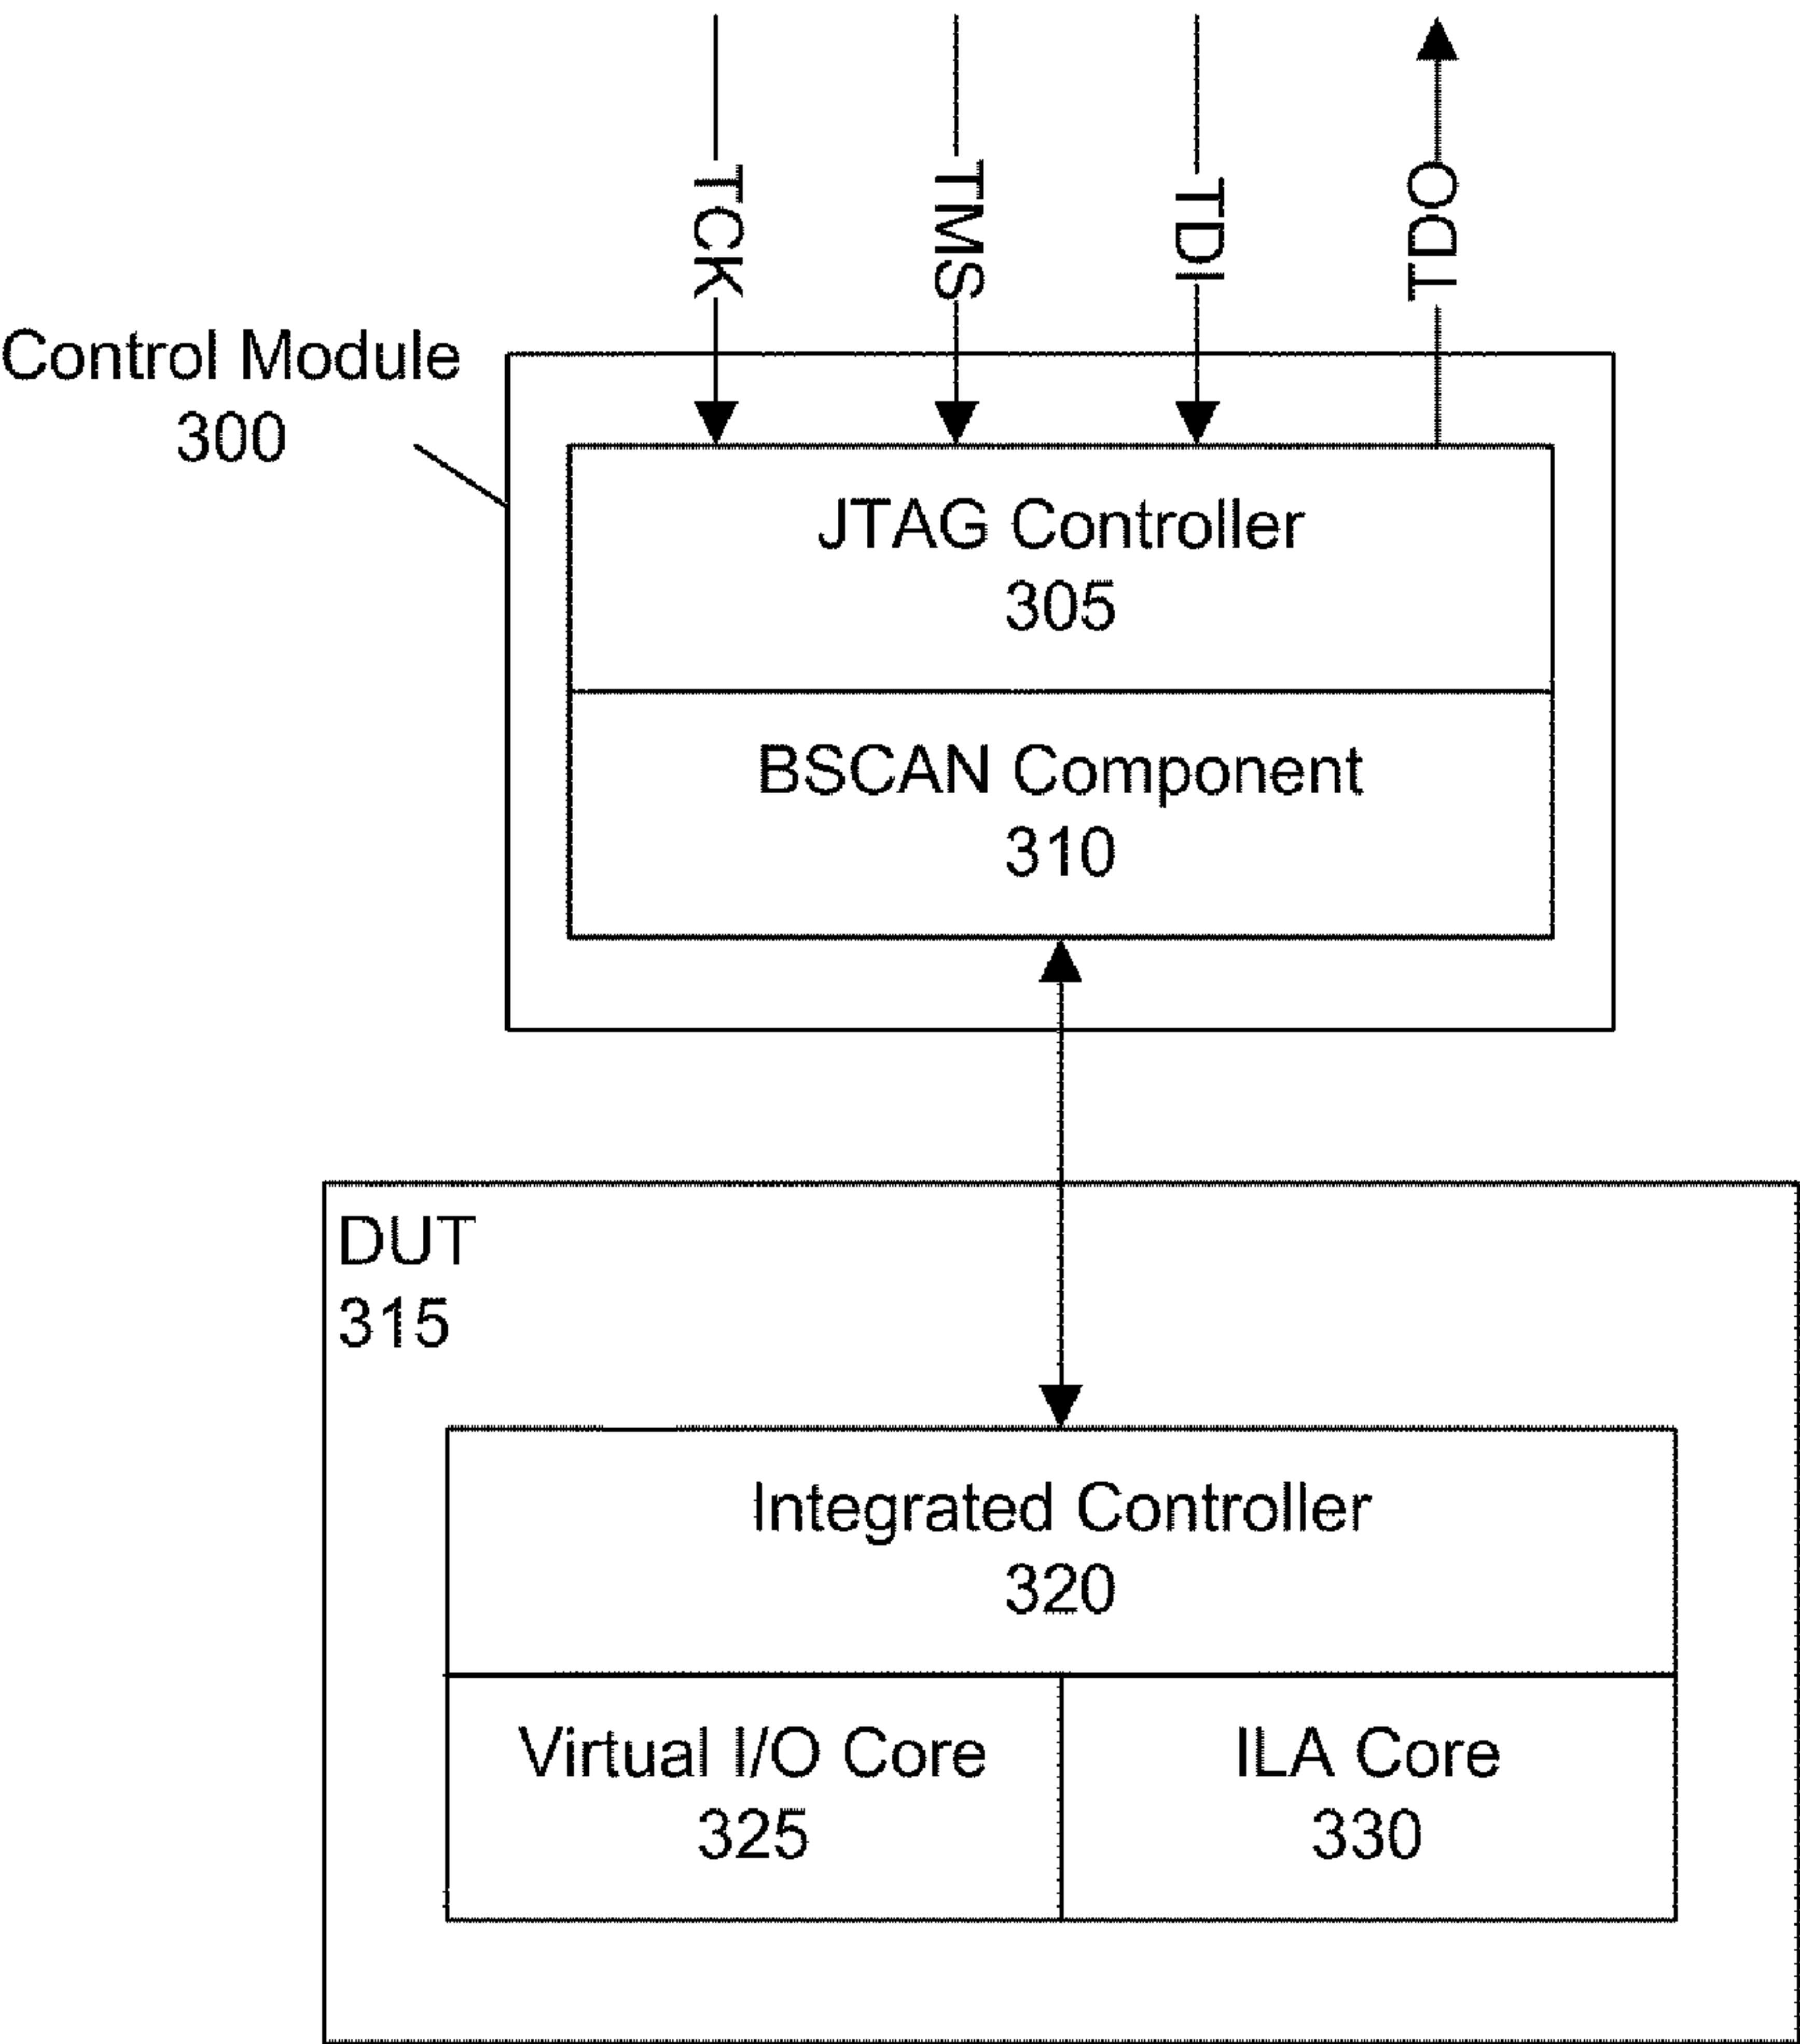 TCK
TMS
TDI
TDO
Control Module
300
JTAG Controller
305
BSCAN Component
310
DUT
315
Integrated Controller
320
Virtual I/O Core
325
ILA Core
330